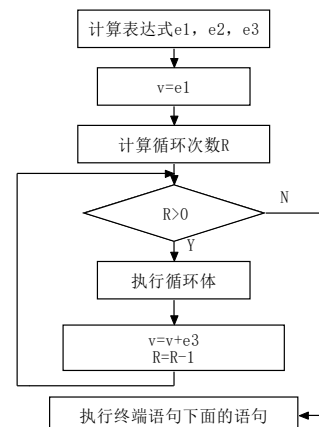 计算表达式e1，e2，e3
v=e1
计算循环次数R
R>0
N
Y
执行循环体
v=v+e3
R=R-1
执行终端语句下面的语句